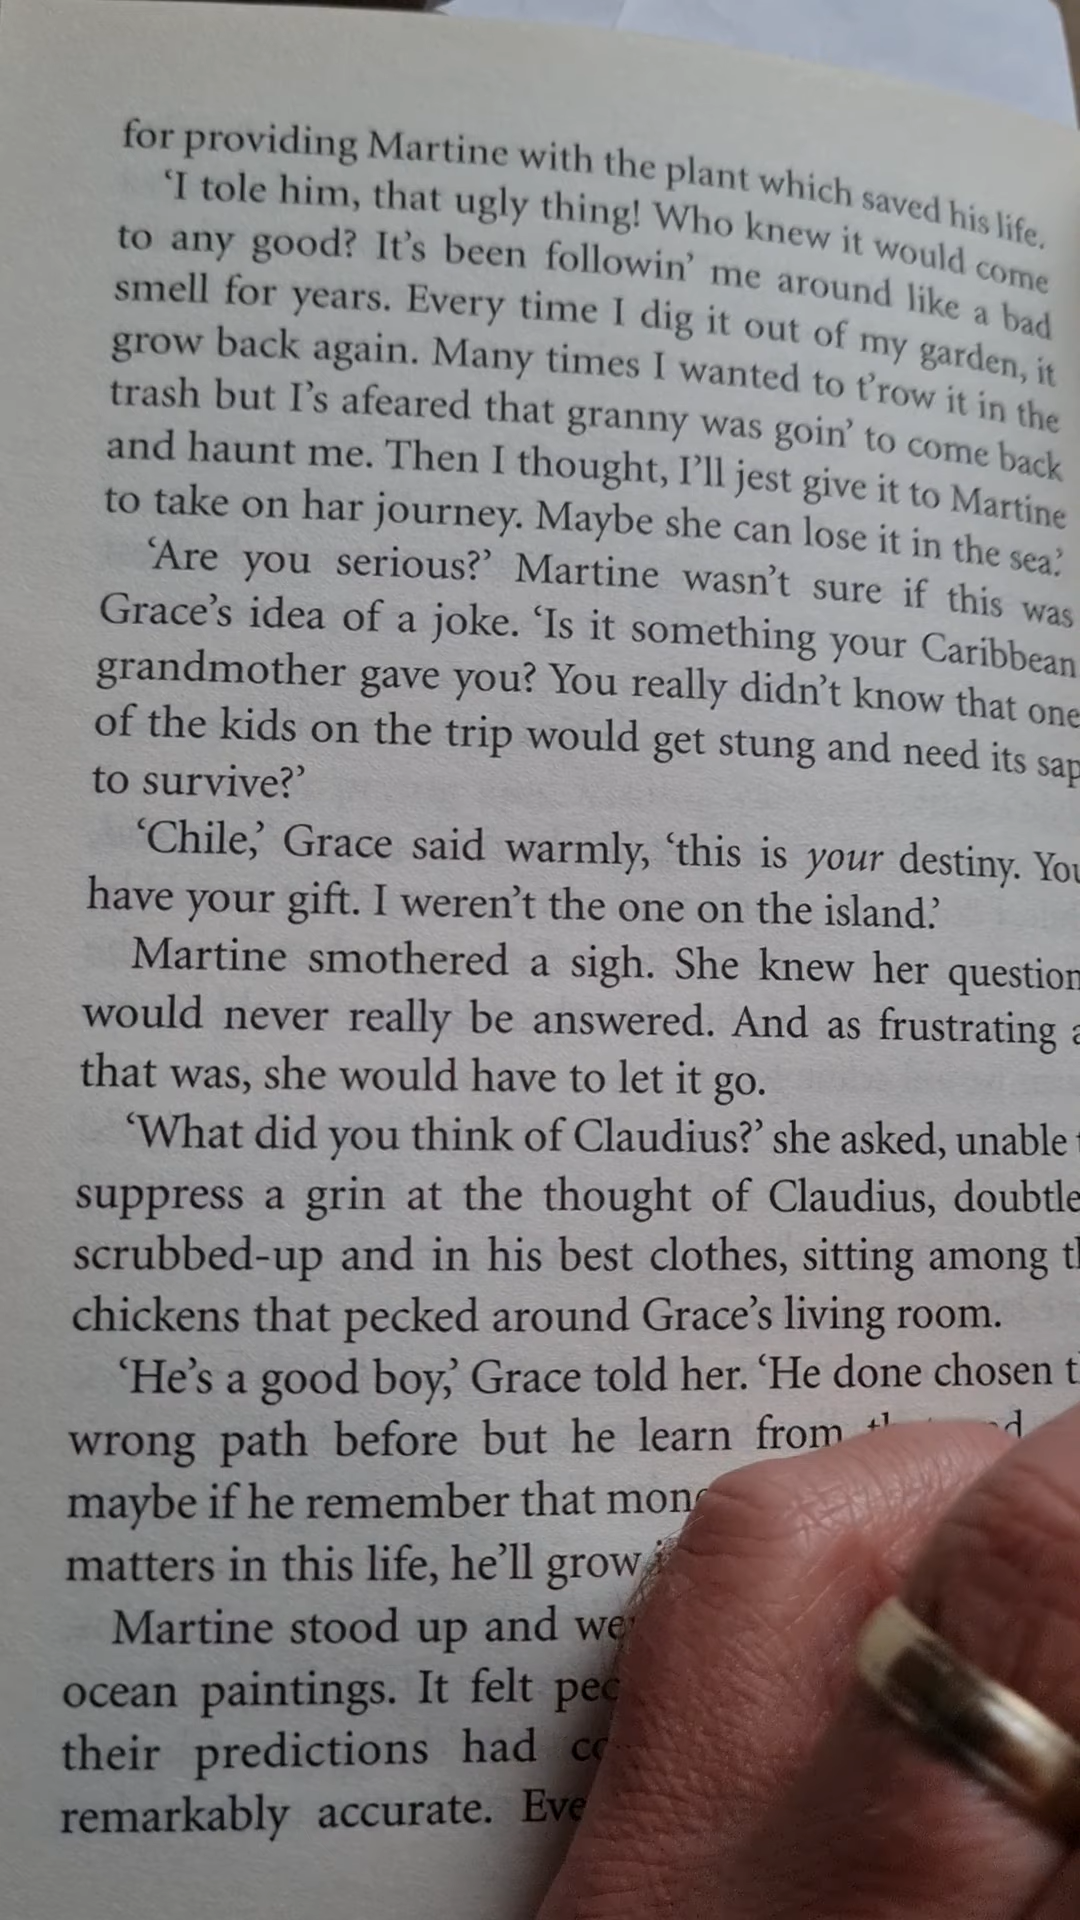 for providing Martine with the plant which saved his life.
‘I tole him, that ugly thing! Who knew it would come
to any good? It’s been followin’ me around like a bad
smell for years. Every time I dig it out of my garden, it
grow back again. Many times I wanted to t’row it in the
trash but I’s afeared that granny was goin’ to come back
and haunt me. Then I thought, I’ll jest give it to Martine
to take on har journey. Maybe she can lose it in the sea.’
‘Are you serious?’ Martine wasn’t sure if this was
Grace’s idea of a joke. ‘Is it something your Caribbean
grandmother gave you? You really didn’t know that one
of the kids on the trip would get stung and need its sap
to survive?’
‘Chile,’ Grace said warmly, ‘this is your destiny. You
have your gift. I weren’t the one on the island.’
Martine smothered a sigh. She knew her question
would never really be answered. And as frustrating
that was, she would have to let it go.
‘What did you think of Claudius?’ she asked, unable
suppress a grin at the thought of Claudius,
scrubbed-up and in his best clothes, sitting among
chickens that pecked around Grace’s living room.
‘He’s a good boy,’ Grace told her. ‘He done chosen
wrong path before but he learn from
maybe if he remember that
matters in this life, he’ll grow
Martine stood up and
ocean paintings. It felt
their predictions had
remarkably accurate.